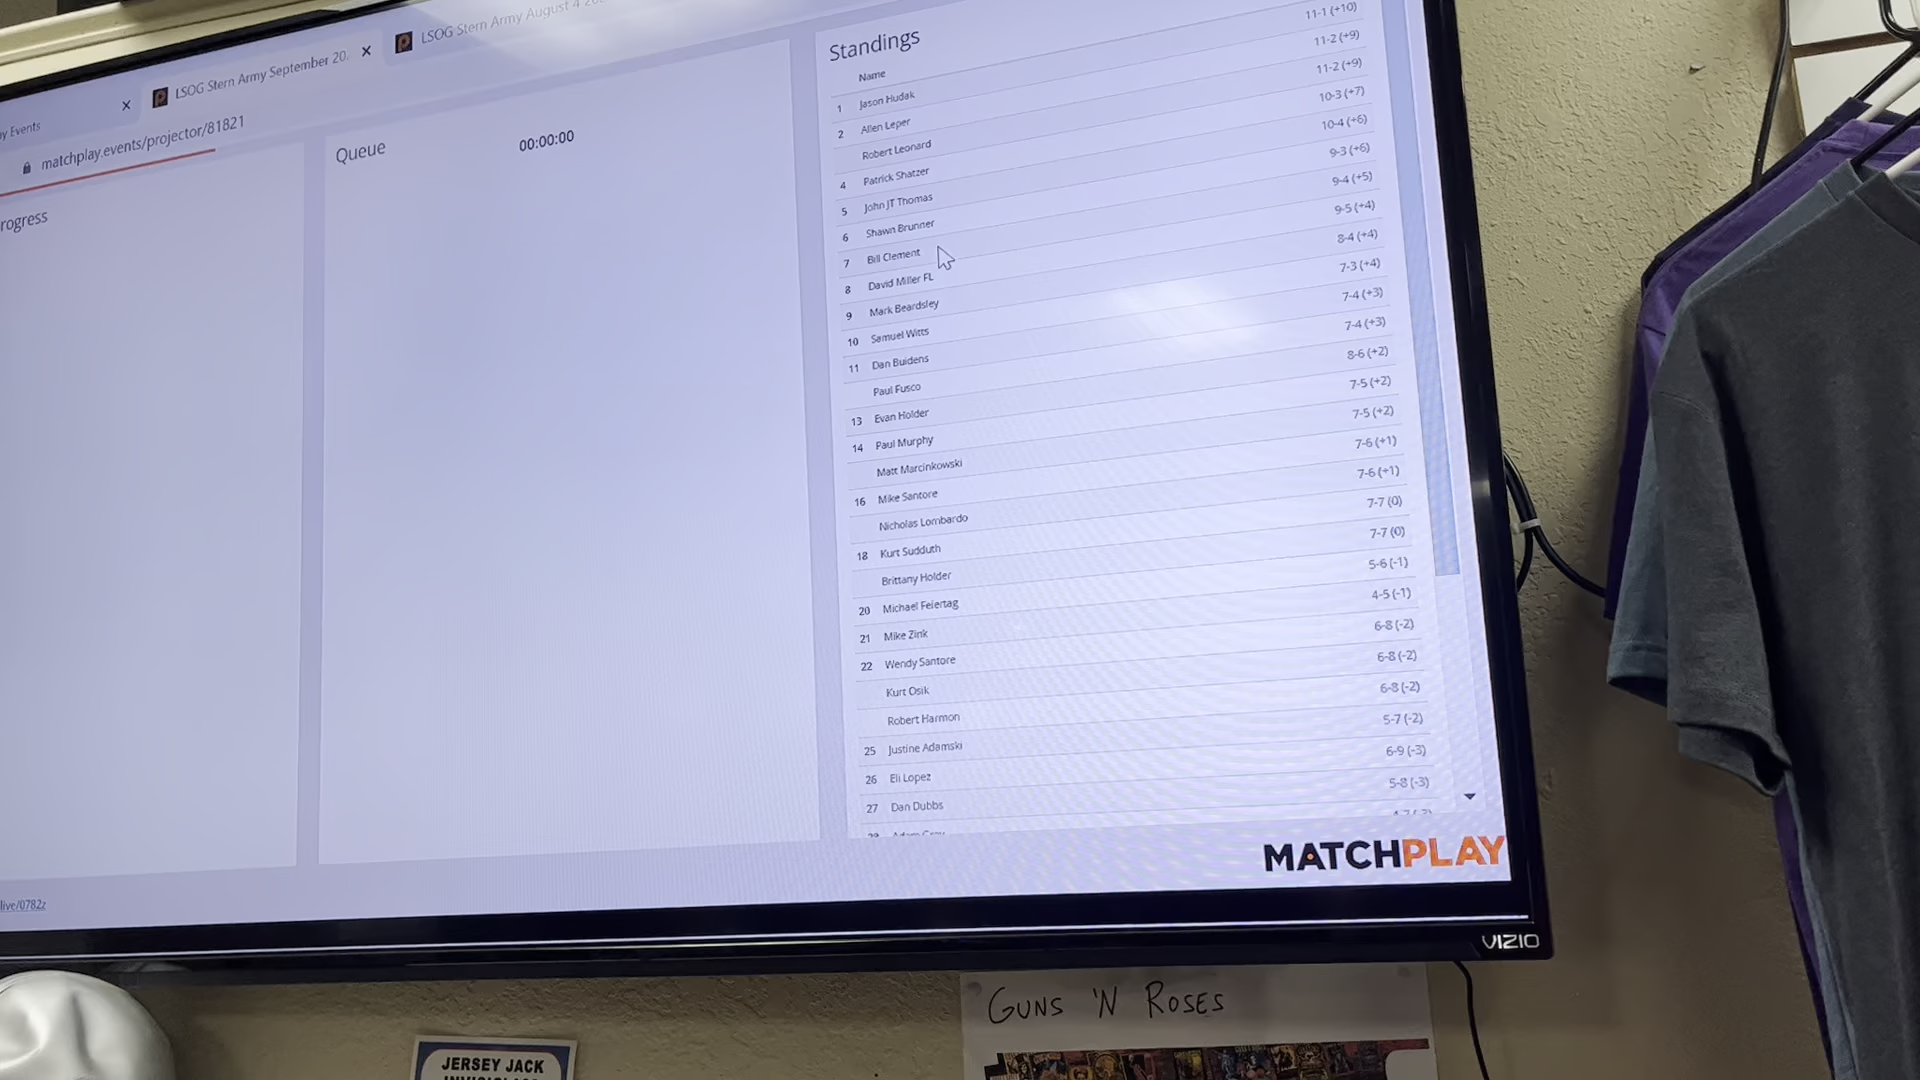 y Events
LSOG Stern Army September 20
LSOG Stern Army August 4
matchplay.events/projector/81821
rogress
Queue
00:00:00
Standings
Name
1 Jason Hudak 11-1 (+10)
2 Allen Leper 11-2 (+9)
Robert Leonard 11-2 (+9)
4 Patrick Shatzer 10-3 (+7)
5 John JT Thomas 10-4 (+6)
6 Shawn Brunner 9-3 (+6)
7 Bill Clement 9-4 (+5)
8 David Miller FL 9-5 (+4)
9 Mark Beardsley 8-4 (+4)
10 Samuel Witts 7-3 (+4)
11 Dan Buidens 7-4 (+3)
Paul Fusco 7-4 (+3)
13 Evan Holder 8-6 (+2)
14 Paul Murphy 7-5 (+2)
Matt Marcinkowski 7-5 (+2)
16 Mike Santore 7-6 (+1)
Nicholas Lombardo 7-6 (+1)
18 Kurt Sudduth 7-7 (0)
Brittany Holder 7-7 (0)
20 Michael Feiertag 5-6 (-1)
21 Mike Zink 4-5 (-1)
22 Wendy Santore 6-8 (-2)
Kurt Osik 6-8 (-2)
Robert Harmon 6-8 (-2)
25 Justine Adamski 5-7 (-2)
26 Eli Lopez 6-9 (-3)
27 Dan Dubbs 5-8 (-3)
MATCHPLAY
live/0782z
VIZIO
GUNS 'N ROSES
JERSEY JACK